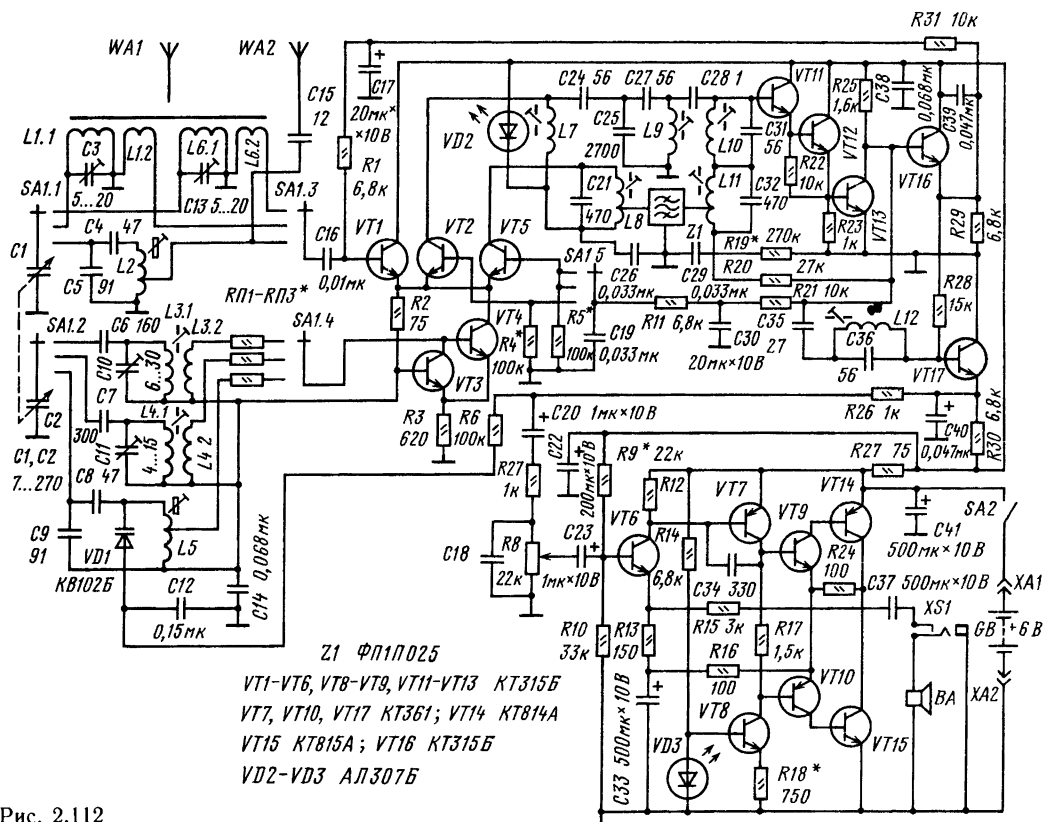 R31 10к
WA1
WA2
C17
20мк×
×10В
C15
12
C24 56
C27 56
C28 1
VT11
R25
1,6к
C38
0,068мк
C39
0,047мк
L1.1
C3
5...20
L1.2
L6.1
L6.2
C13 5...20
SA1.1
SA1.3
R1
6,8к
VD2
L7
C25
2700
L9
L10
C31
56
R22
10к
VT12
VT16
C4
47
C16
0,01мк
VT1
VT2
VT5
C21
470
L8
L11
C32
470
R23
1к
VT13
R29
6,8к
C1
L2
C5
91
Z1
R19* 270к
SA1.5
C26
0,033мк
C29
0,033мк
R20
27к
R28
15к
RП1-RП3*
R2
75
SA1.2
C6 160
L3.1
L3.2
SA1.4
VT4
R4*
100к
R5*
100к
C19
0,033мк
R11 6,8к
C30
20мк×10В
R21 10к
C35
27
L12
C36
56
VT17
C10
6...30
VT3
C7
300
L4.1
L4.2
C2
C1, C2
7...270
C11
4...15
R3
620
R6
100к
C20 1мк×10В
R26 1к
C40
0,047мк
R30 6,8к
C8
47
C22
200мк×10В
R9* 22к
R27 75
R27
1к
R12
VT7
VT14
VT9
SA2
C9
91
VD1
КВ102Б
L5
C14 0,068мк
C12
0,15мк
C18
R8
22к
C23
1мк×10В
VT6
R14
6,8к
C34 330
R24
100
C41
500мк×10В
C37 500мк×10В
XA1
XS1
GB
+6В
R10
33к
R13
150
R15 3к
R17
1,5к
R16
100
VT10
BA
XA2
Z1 ФП1П025
VT1-VT6, VT8-VT9, VT11-VT13 КТ315Б
VT7, VT10, VT17 КТ361; VT14 КТ814А
VT15 КТ815А; VT16 КТ315Б
VD2-VD3 АЛ307Б
C33 500мк×10В
VT8
VD3
VT15
R18*
750
Рис. 2.112